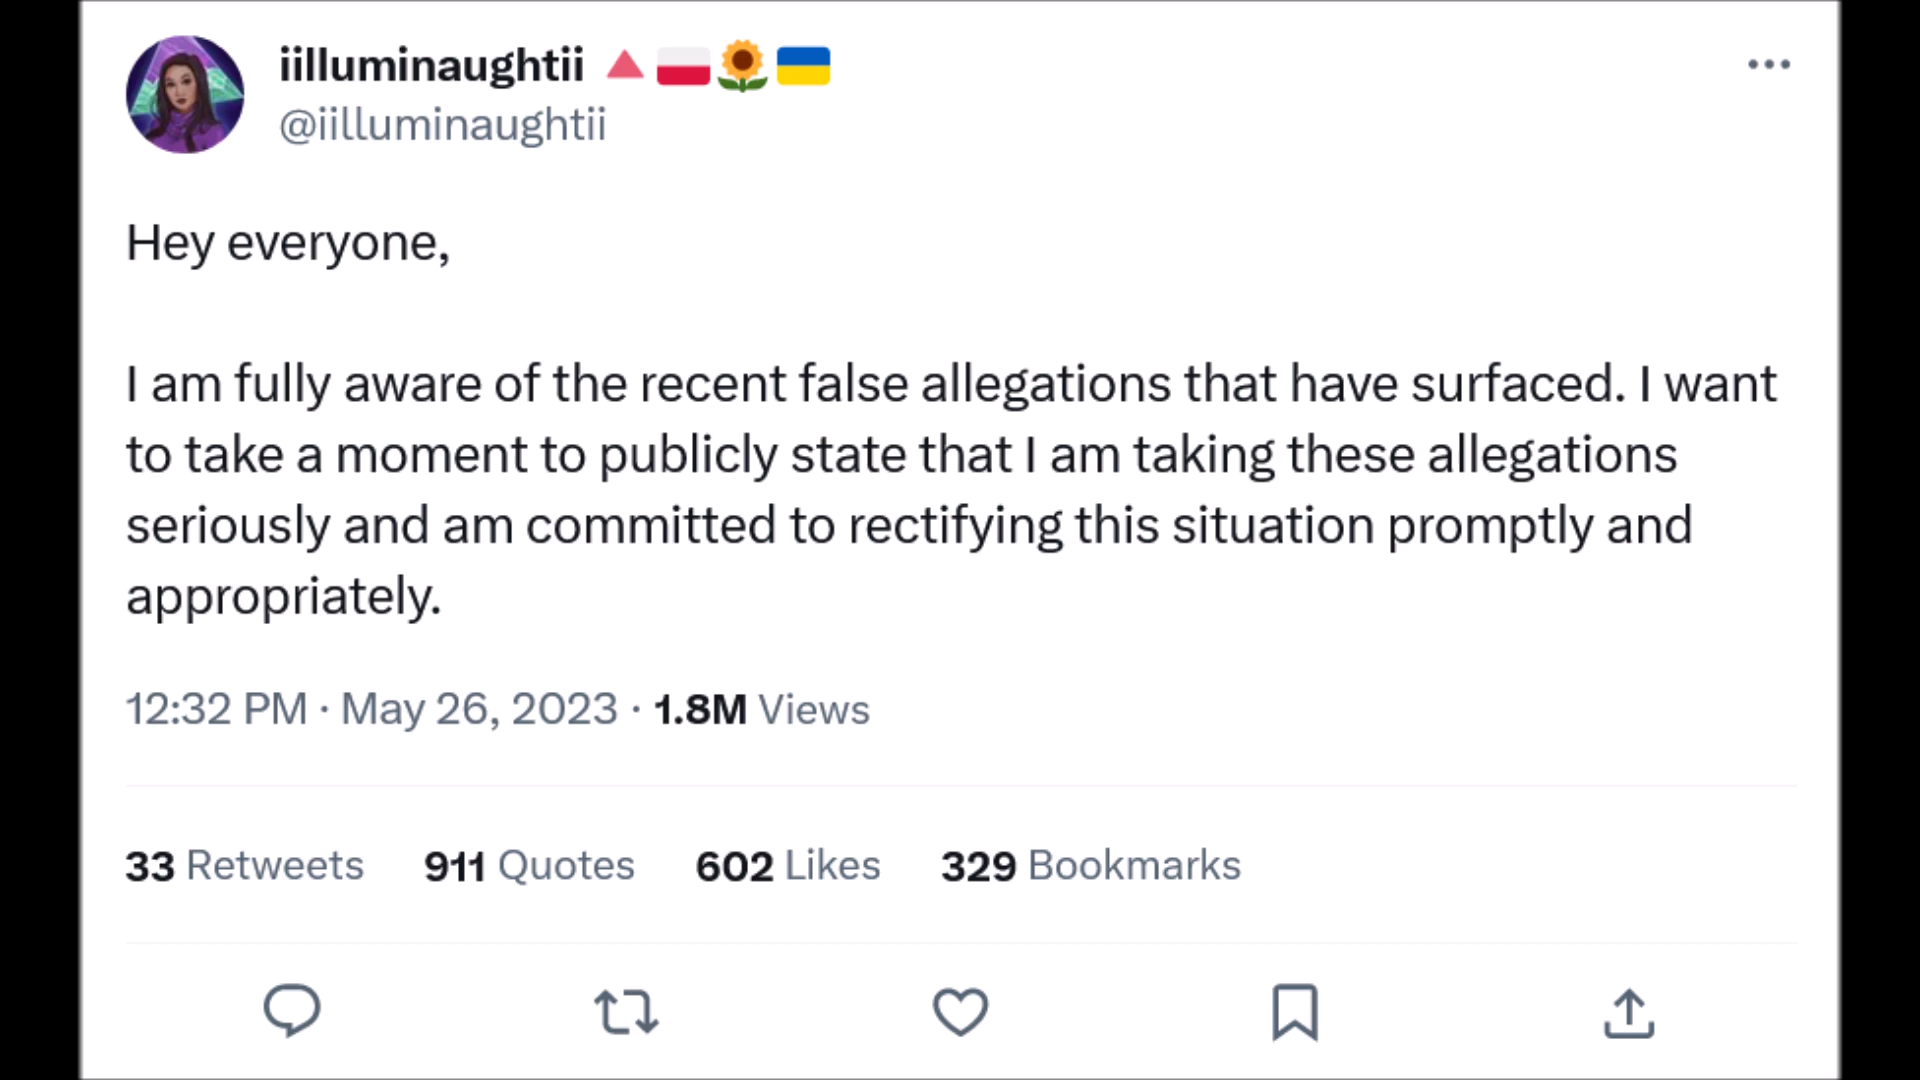 iilluminaughtii 🔺🇵🇱🌻🇺🇦
@iilluminaughtii
Hey everyone,
I am fully aware of the recent false allegations that have surfaced. I want
to take a moment to publicly state that I am taking these allegations
seriously and am committed to rectifying this situation promptly and
appropriately.
12:32 PM · May 26, 2023 · 1.8M Views
33 Retweets 911 Quotes 602 Likes 329 Bookmarks